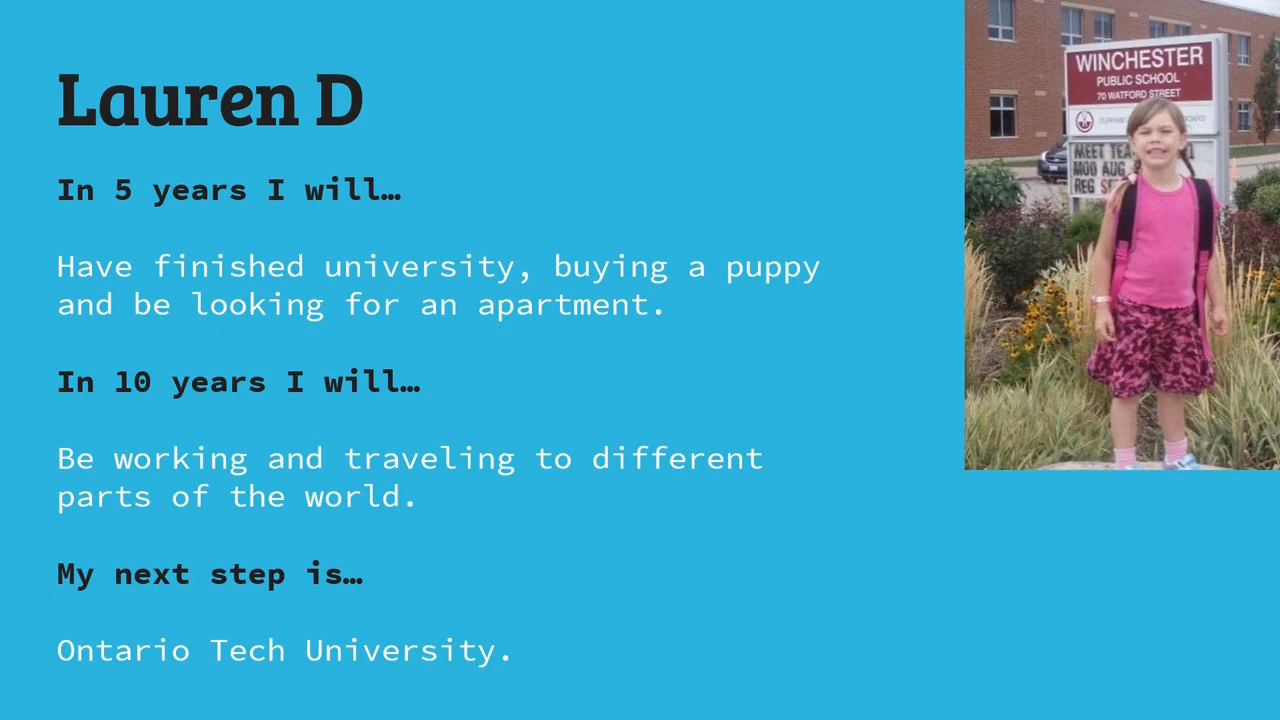 Lauren D
In 5 years I will…
Have finished university, buying a puppy
and be looking for an apartment.
In 10 years I will…
Be working and traveling to different
parts of the world.
My next step is…
Ontario Tech University.
WINCHESTER
PUBLIC SCHOOL
70 WATFORD STREET
MEET
MOO AUG
REG